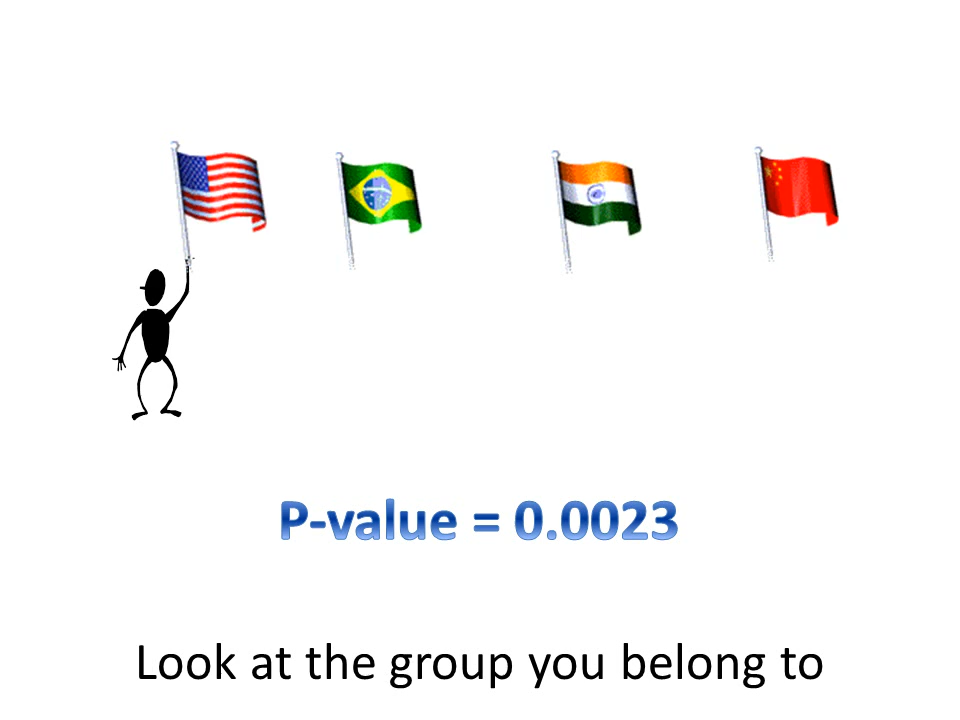 P-value = 0.0023
Look at the group you belong to